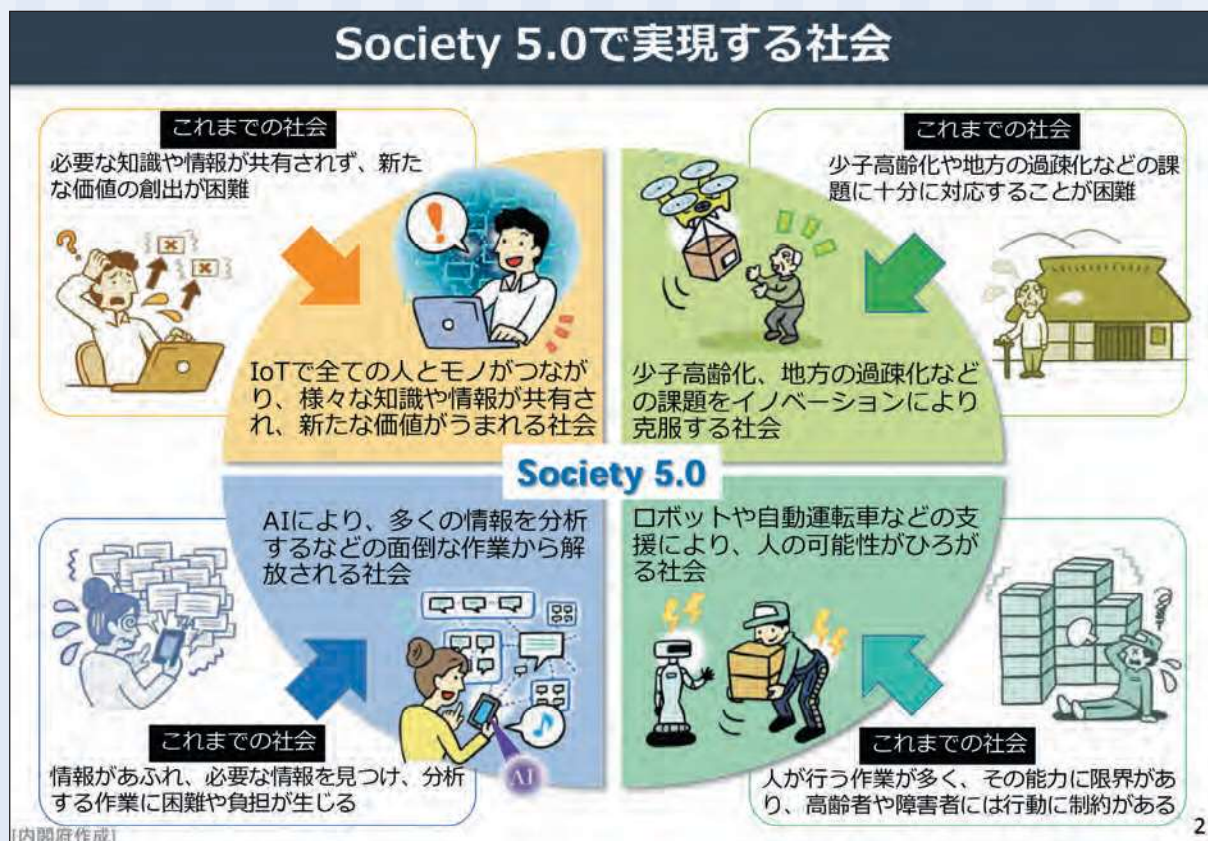 Society 5.0で実現する社会
これまでの社会
必要な知識や情報が共有されず、新た
な価値の創出が困難
IoTで全ての人とモノがつなが
り、様々な知識や情報が共有さ
れ、新たな価値がうまれる社会
これまでの社会
少子高齢化や地方の過疎化などの課
題に十分に対応することが困難
少子高齢化、地方の過疎化など
の課題をイノベーションにより
克服する社会
Society 5.0
AIにより、多くの情報を分析
するなどの面倒な作業から解
放される社会
AI
これまでの社会
情報があふれ、必要な情報を見つけ、分析
する作業に困難や負担が生じる
ロボットや自動運転車などの支
援により、人の可能性がひろが
る社会
これまでの社会
人が行う作業が多く、その能力に限界があ
り、高齢者や障害者には行動に制約がある
[内閣府作成]
2